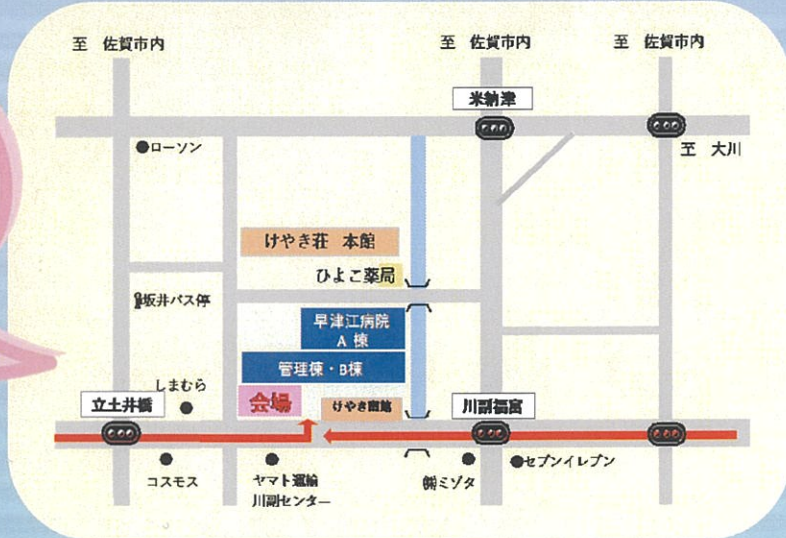 至　佐賀市内
至　佐賀市内
至　佐賀市内
米納津
ローソン
至　大川
けやき荘　本館
ひよこ薬局
坂井バス停
早津江病院
A 棟
管理棟・B棟
しまむら
立土井橋
会場
けやき南館
川副福富
コスモス
ヤマト運輸
川副センター
㈱ミゾタ
セブンイレブン